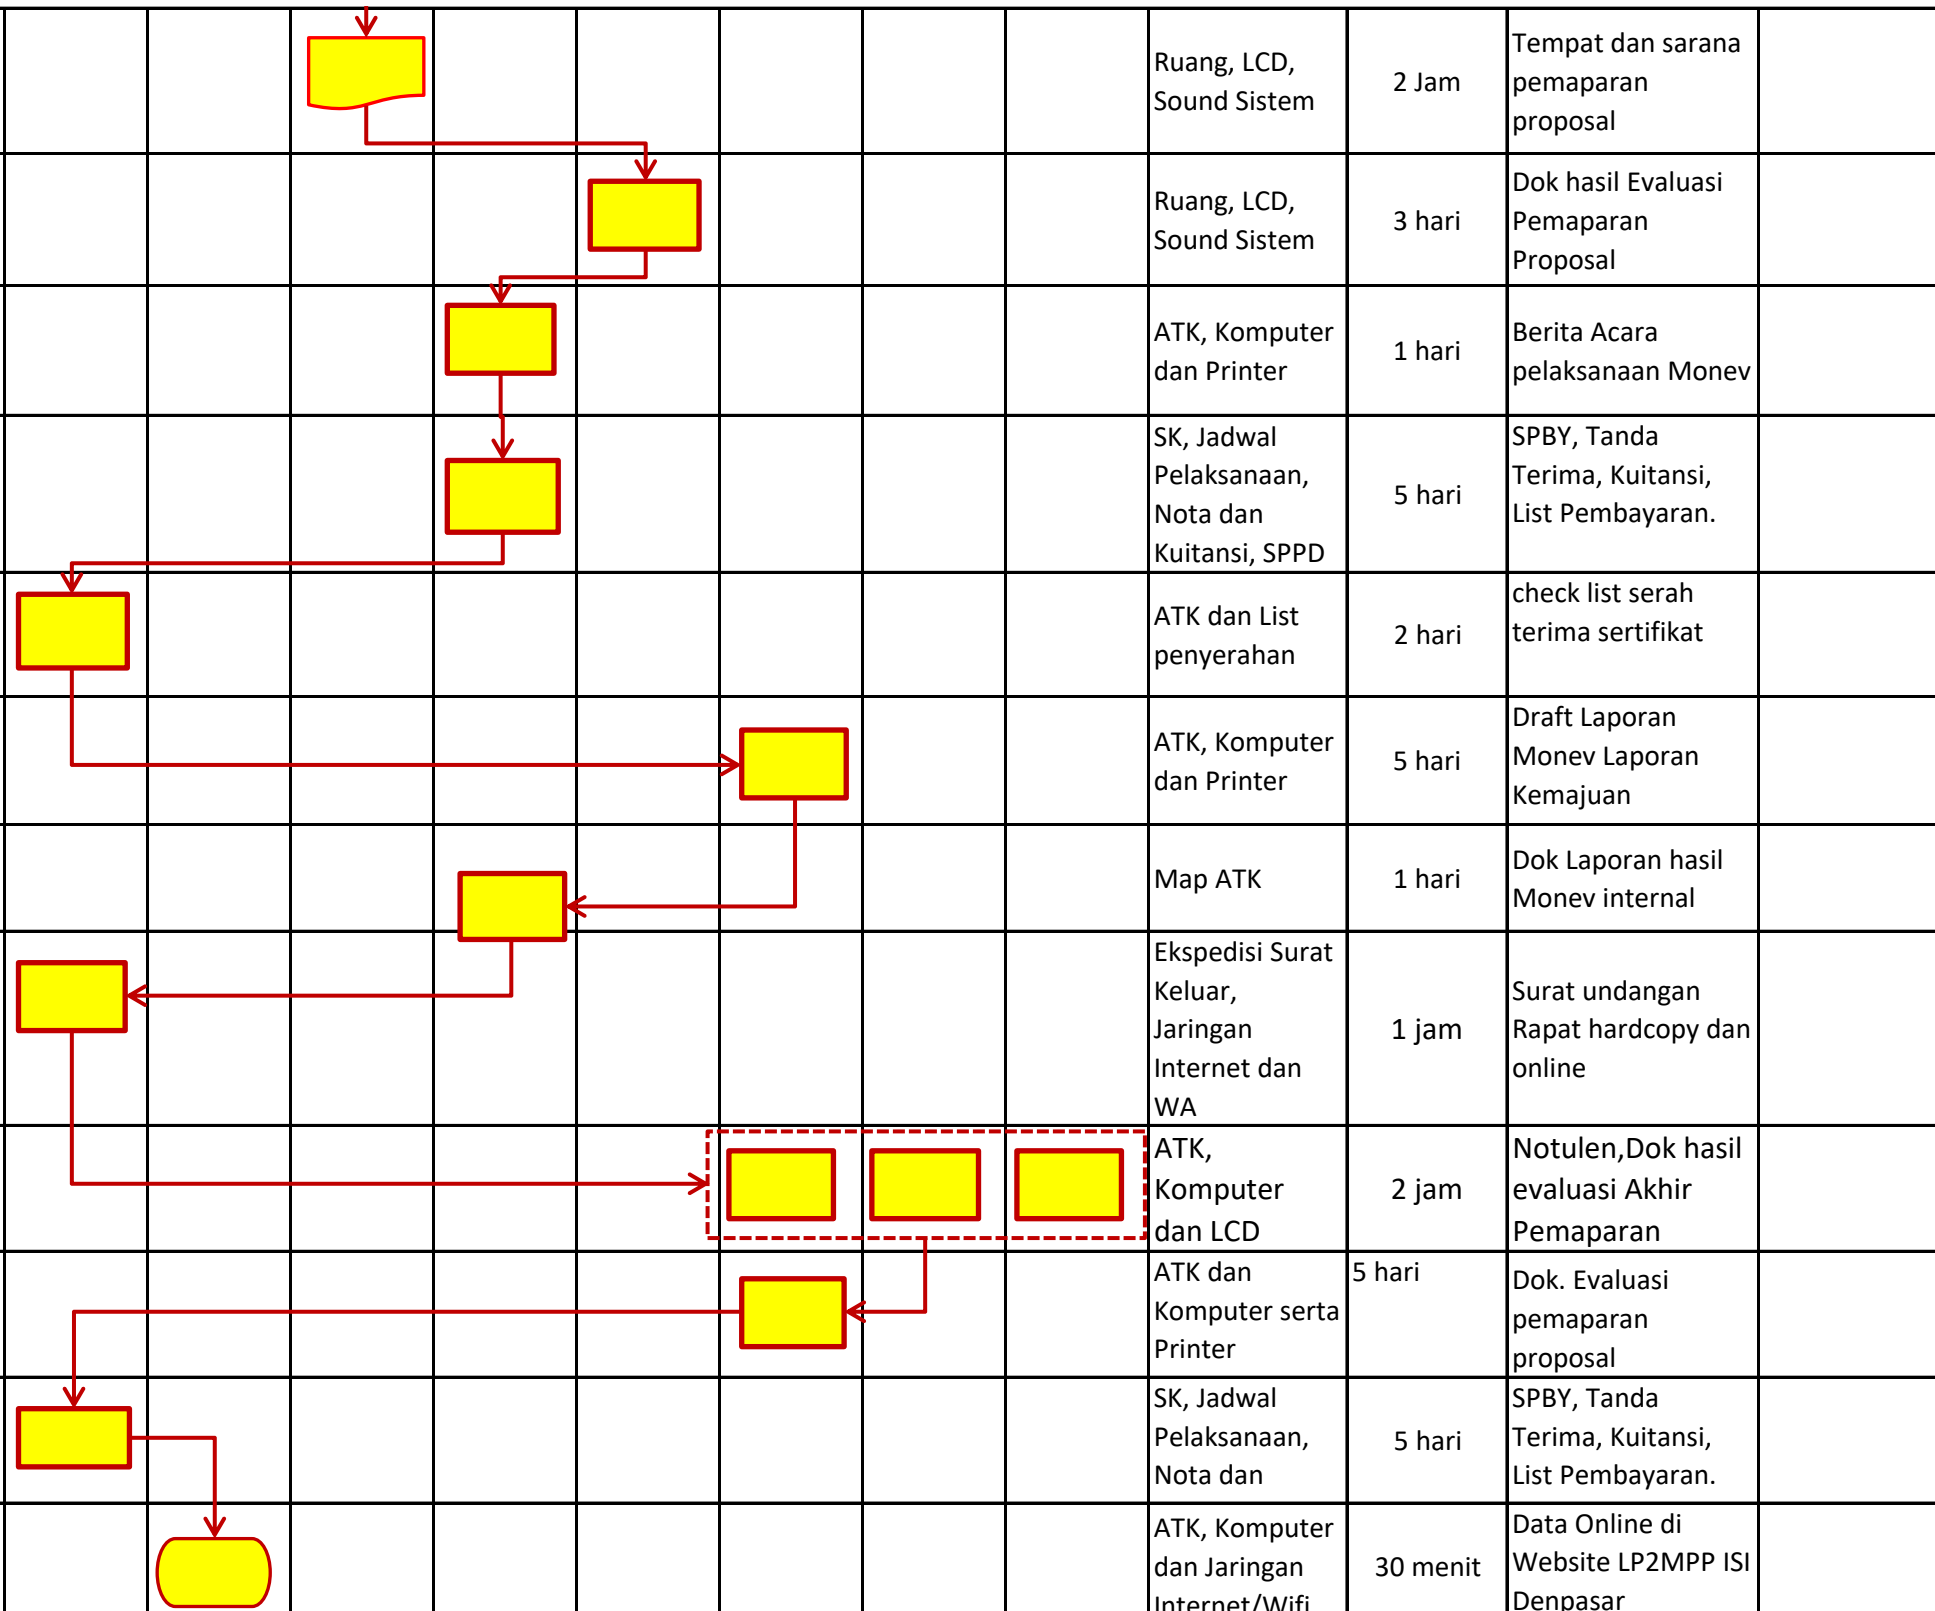 Ruang, LCD,
Sound Sistem
2 Jam
Tempat dan sarana
pemaparan
proposal
Ruang, LCD,
Sound Sistem
3 hari
Dok hasil Evaluasi
Pemaparan
Proposal
ATK, Komputer
dan Printer
1 hari
Berita Acara
pelaksanaan Monev
SK, Jadwal
Pelaksanaan,
Nota dan
Kuitansi, SPPD
5 hari
SPBY, Tanda
Terima, Kuitansi,
List Pembayaran.
ATK dan List
penyerahan
2 hari
check list serah
terima sertifikat
ATK, Komputer
dan Printer
5 hari
Draft Laporan
Monev Laporan
Kemajuan
Map ATK
1 hari
Dok Laporan hasil
Monev internal
Ekspedisi Surat
Keluar,
Jaringan
Internet dan
WA
1 jam
Surat undangan
Rapat hardcopy dan
online
ATK,
Komputer
dan LCD
2 jam
Notulen,Dok hasil
evaluasi Akhir
Pemaparan
ATK dan
Komputer serta
Printer
5 hari
Dok. Evaluasi
pemaparan
proposal
SK, Jadwal
Pelaksanaan,
Nota dan
5 hari
SPBY, Tanda
Terima, Kuitansi,
List Pembayaran.
ATK, Komputer
dan Jaringan
Internet/Wifi
30 menit
Data Online di
Website LP2MPP ISI
Denpasar